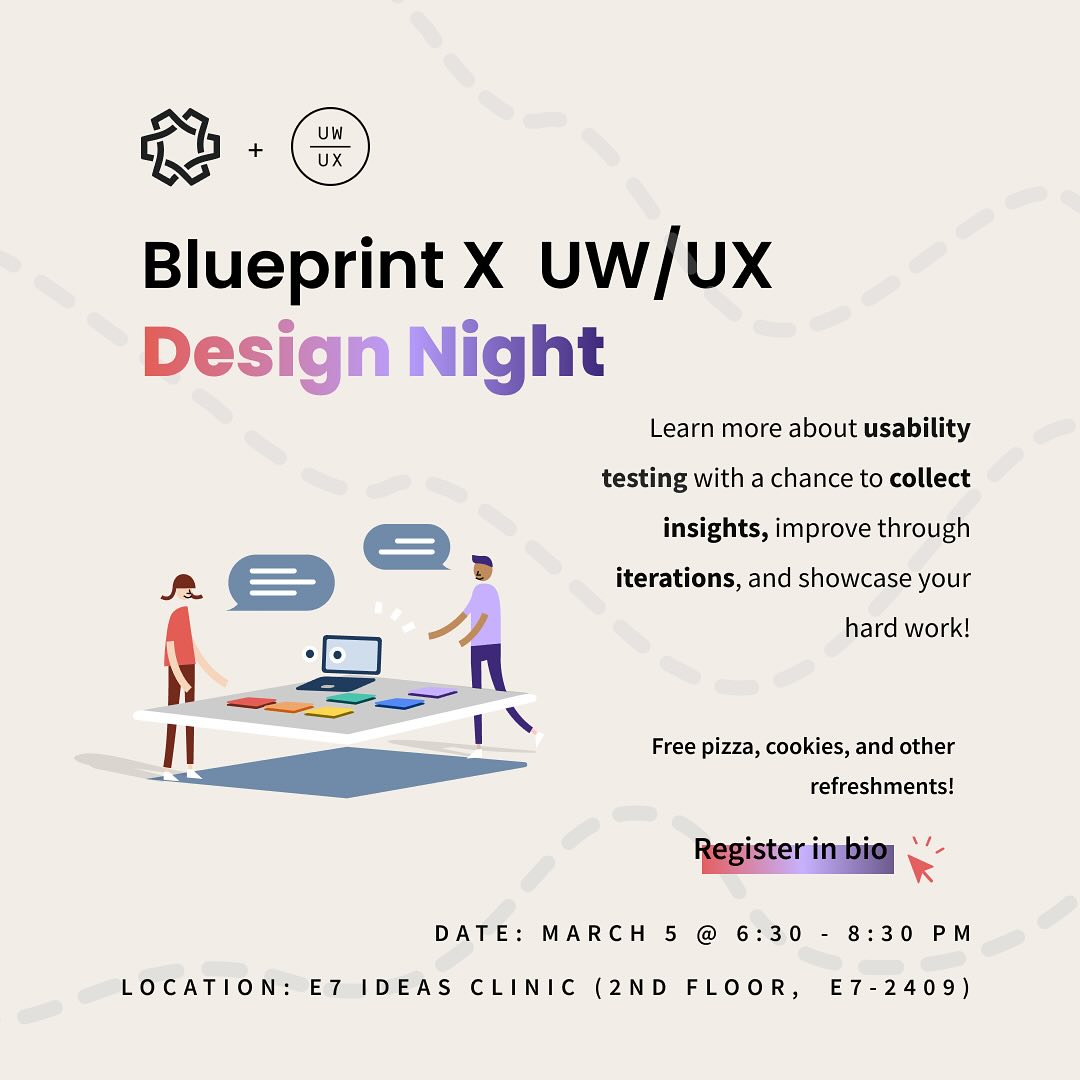 +
UW
UX
Blueprint X UW/UX
Design Night
Learn more about usability
testing with a chance to collect
insights, improve through
iterations, and showcase your
hard work!
Free pizza, cookies, and other
refreshments!
Register in bio
DATE: MARCH 5 @ 6:30 - 8:30 PM
LOCATION: E7 IDEAS CLINIC (2ND FLOOR, E7-2409)